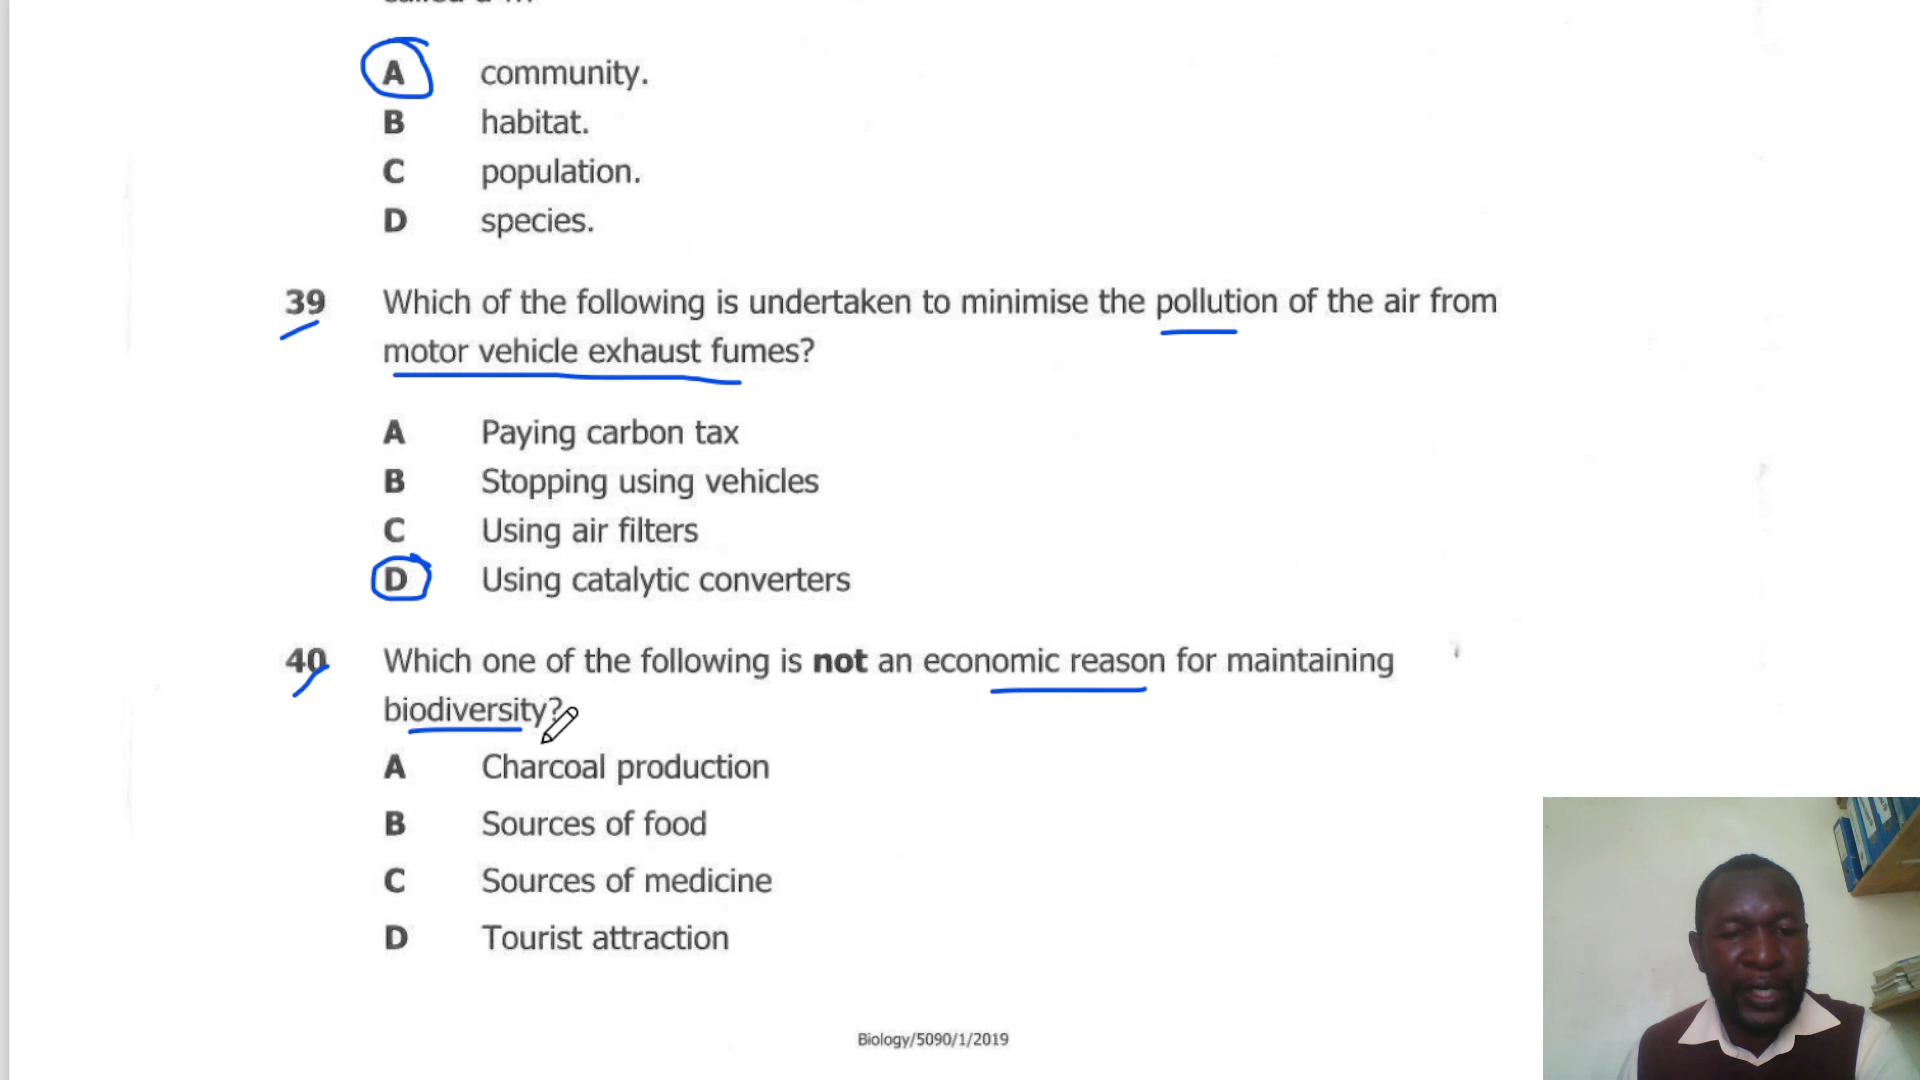 A community.
B habitat.
C population.
D species.
39 Which of the following is undertaken to minimise the pollution of the air from
motor vehicle exhaust fumes?
A Paying carbon tax
B Stopping using vehicles
C Using air filters
D Using catalytic converters
40 Which one of the following is not an economic reason for maintaining
biodiversity?
A Charcoal production
B Sources of food
C Sources of medicine
D Tourist attraction
Biology/5090/1/2019